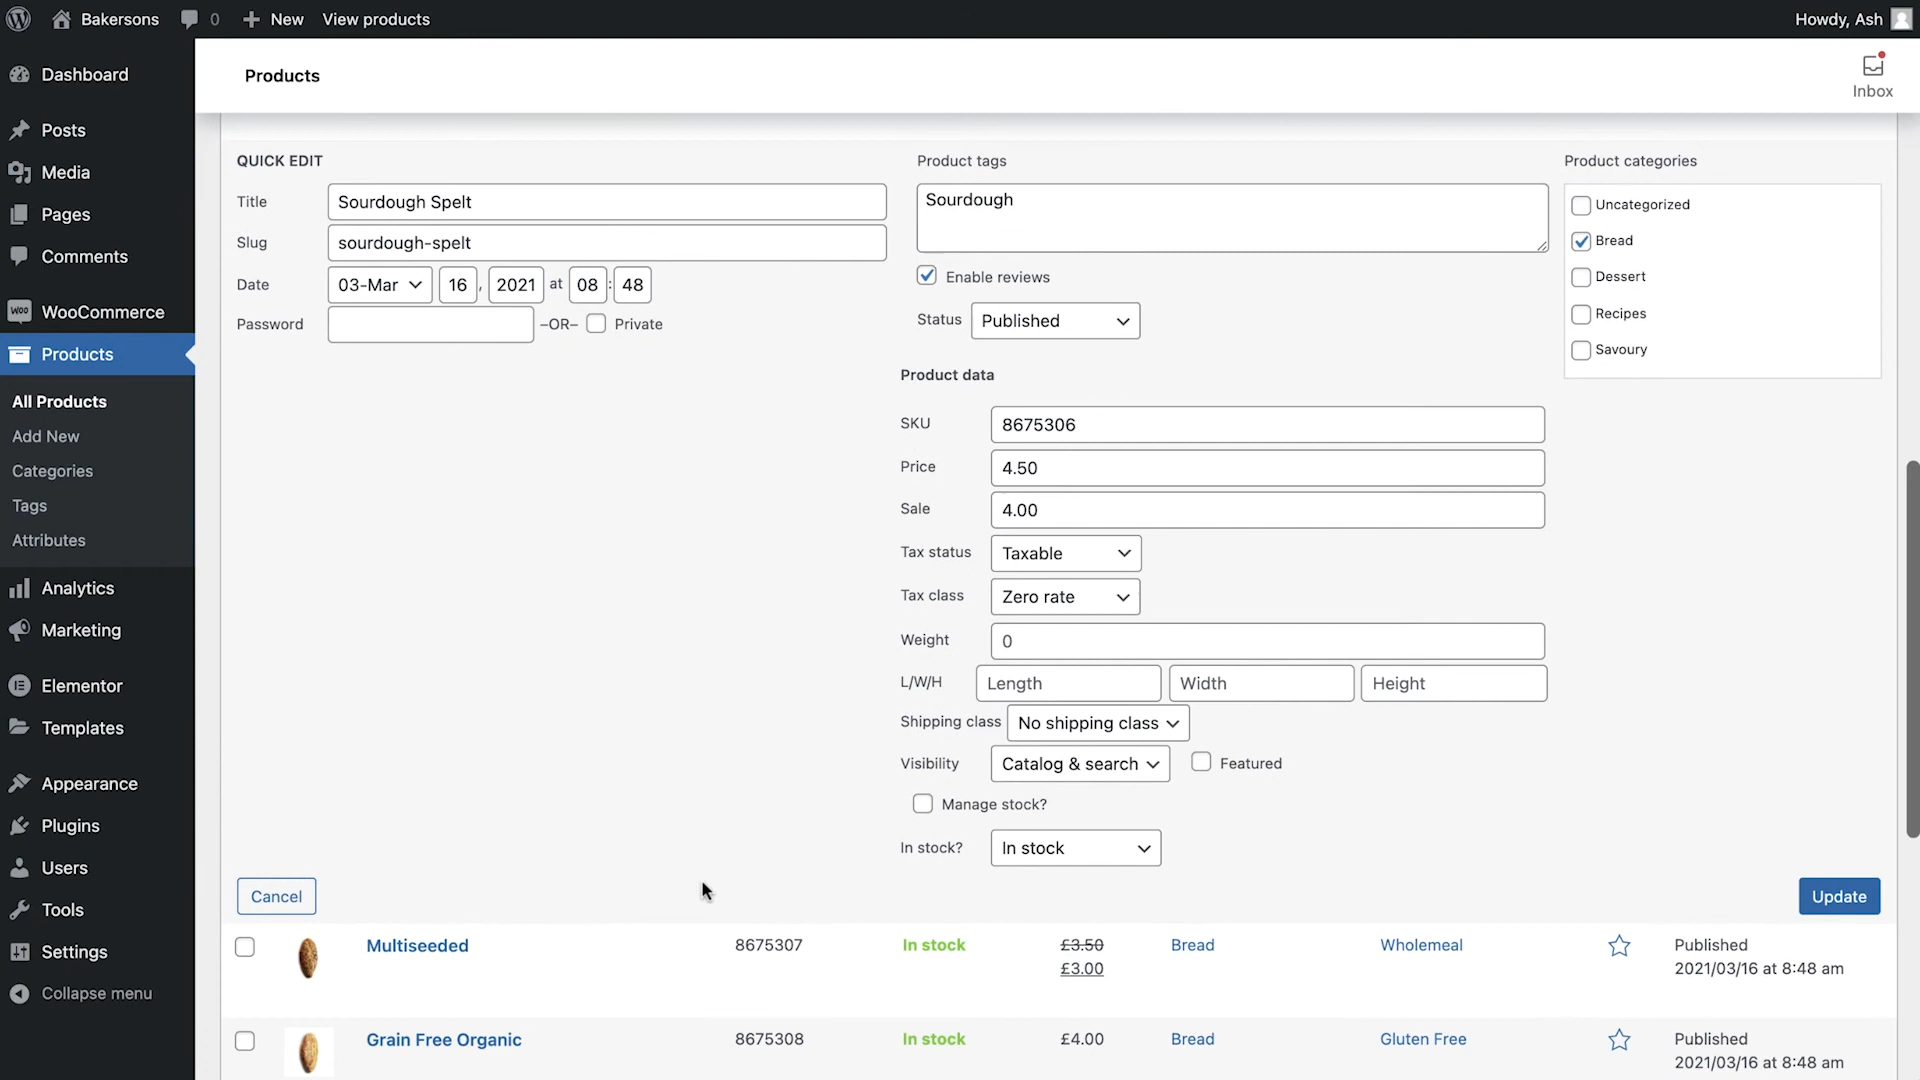 Bakersons 0 New View products Howdy, Ash
Products
Inbox
Dashboard
Posts
Media
Pages
Comments
WOO WooCommerce
Products
All Products
Add New
Categories
Tags
Attributes
Analytics
Marketing
Elementor
Templates
Appearance
Plugins
Users
Tools
Settings
Collapse menu
QUICK EDIT
Title Sourdough Spelt
Slug sourdough-spelt
Date 03-Mar 16 , 2021 at 08 : 48
Password –OR– Private
Product tags
Sourdough
Enable reviews
Status Published
Product categories
Uncategorized
Bread
Dessert
Recipes
Savoury
Product data
SKU 8675306
Price 4.50
Sale 4.00
Tax status Taxable
Tax class Zero rate
Weight 0
L/W/H Length Width Height
Shipping class No shipping class
Visibility Catalog & search Featured
Manage stock?
In stock? In stock
Cancel Update
Multiseeded 8675307 In stock £3.50 Bread Wholemeal Published
£3.00 2021/03/16 at 8:48 am
Grain Free Organic 8675308 In stock £4.00 Bread Gluten Free Published
2021/03/16 at 8:48 am